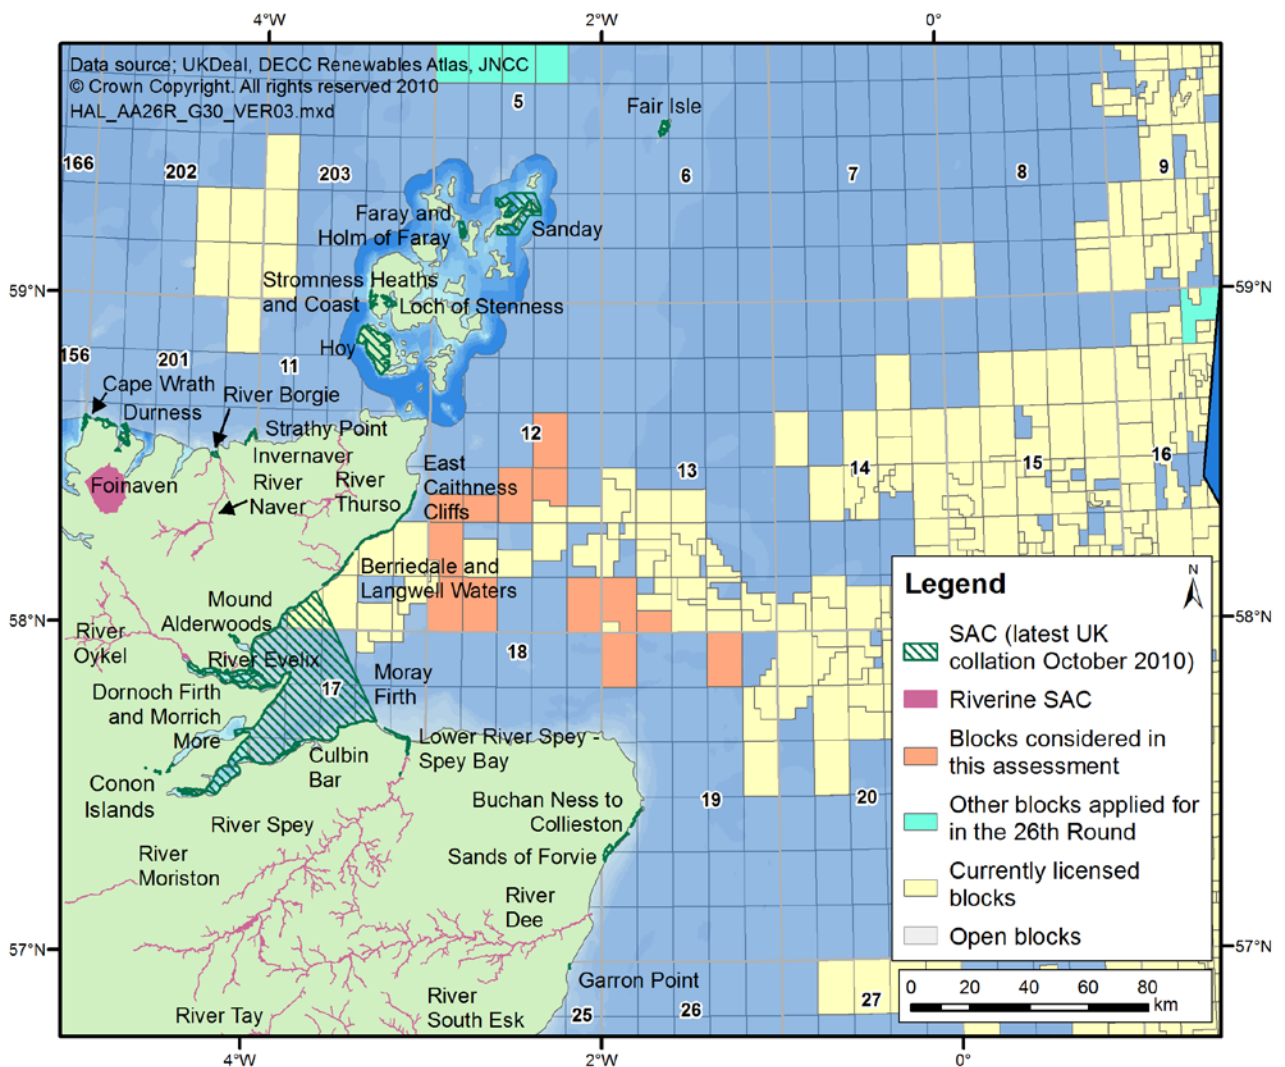 4°W
2°W
0°
Data source; UKDeal, DECC Renewables Atlas, JNCC
© Crown Copyright. All rights reserved 2010
HAL_AA26R_G30_VER03.mxd
5
Fair Isle
166
202
203
6
7
8
9
Faray and
Holm of Faray
Sanday
59°N
59°N
Stromness Heaths
and Coast
Loch of Stenness
Hoy
156
201
11
Cape Wrath
River Borgie
Durness
Strathy Point
12
Invernaver
East
Caithness
Cliffs
13
14
15
16
Foinaven
River
Naver
River
Thurso
Berriedale and
Langwell Waters
Legend
N
Mound
Alderwoods
58°N
58°N
River
Oykel
River Evelix
18
SAC (latest UK
collation October 2010)
Moray
Firth
17
Dornoch Firth
and Morrich
More
Riverine SAC
Lower River Spey -
Spey Bay
Blocks considered in
this assessment
Culbin
Bar
Conon
Islands
Buchan Ness to
Collieston
19
20
Other blocks applied for
in the 26th Round
River Spey
Sands of Forvie
River
Moriston
Currently licensed
blocks
River
Dee
57°N
57°N
Open blocks
Garron Point
River
South Esk
River Tay
25
26
27
0 20 40 60 80
km
4°W
2°W
0°